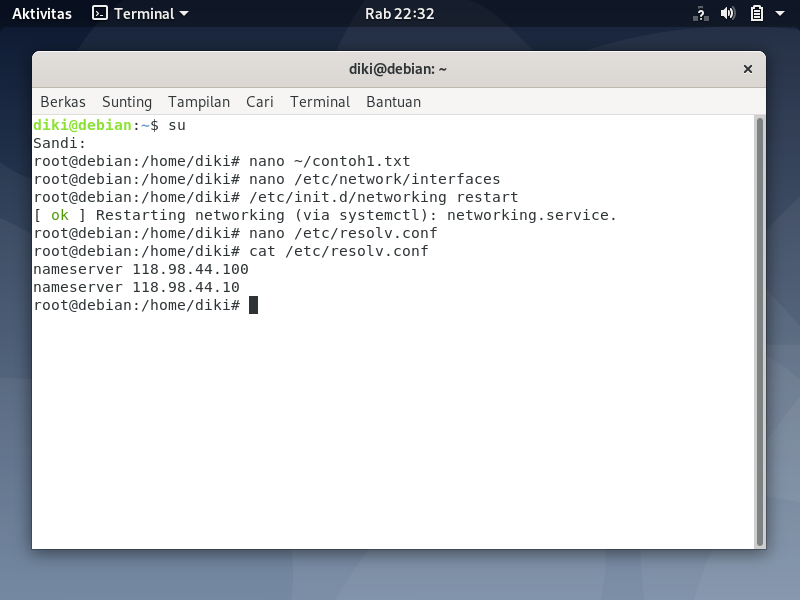 Aktivitas Terminal Rab 22:32
diki@debian: ~
Berkas Sunting Tampilan Cari Terminal Bantuan
diki@debian:~$ su
Sandi:
root@debian:/home/diki# nano ~/contoh1.txt
root@debian:/home/diki# nano /etc/network/interfaces
root@debian:/home/diki# /etc/init.d/networking restart
[ ok ] Restarting networking (via systemctl): networking.service.
root@debian:/home/diki# nano /etc/resolv.conf
root@debian:/home/diki# cat /etc/resolv.conf
nameserver 118.98.44.100
nameserver 118.98.44.10
root@debian:/home/diki#